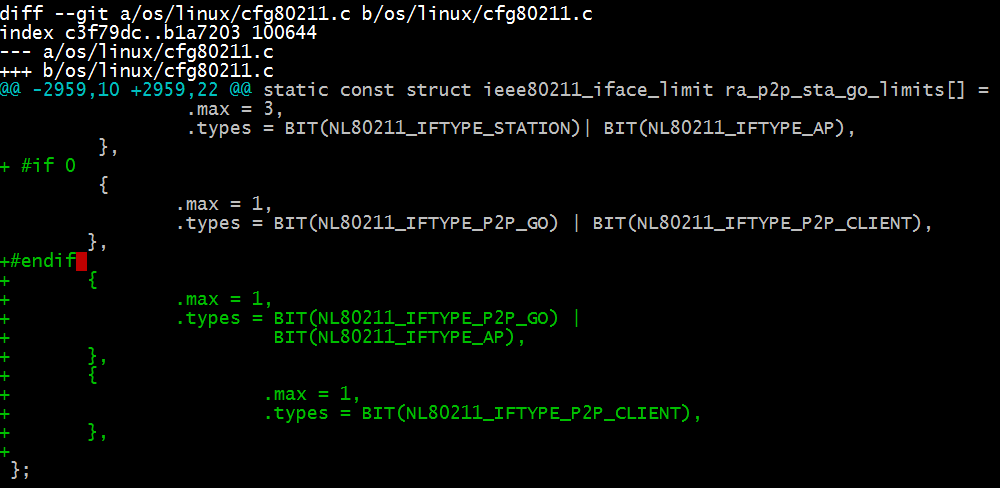 diff --git a/os/linux/cfg80211.c b/os/linux/cfg80211.c
index c3f79dc..b1a7203 100644
--- a/os/linux/cfg80211.c
+++ b/os/linux/cfg80211.c
@@ -2959,10 +2959,22 @@ static const struct ieee80211_iface_limit ra_p2p_sta_go_limits[] =
                 .max = 3,
                 .types = BIT(NL80211_IFTYPE_STATION)| BIT(NL80211_IFTYPE_AP),
         },
+ #if 0
         {
                .max = 1,
                .types = BIT(NL80211_IFTYPE_P2P_GO) | BIT(NL80211_IFTYPE_P2P_CLIENT),
        },
+#endif
+       {
+               .max = 1,
+               .types = BIT(NL80211_IFTYPE_P2P_GO) |
+                        BIT(NL80211_IFTYPE_AP),
+       },
+       {
+                       .max = 1,
+                       .types = BIT(NL80211_IFTYPE_P2P_CLIENT),
+       },
+
 };